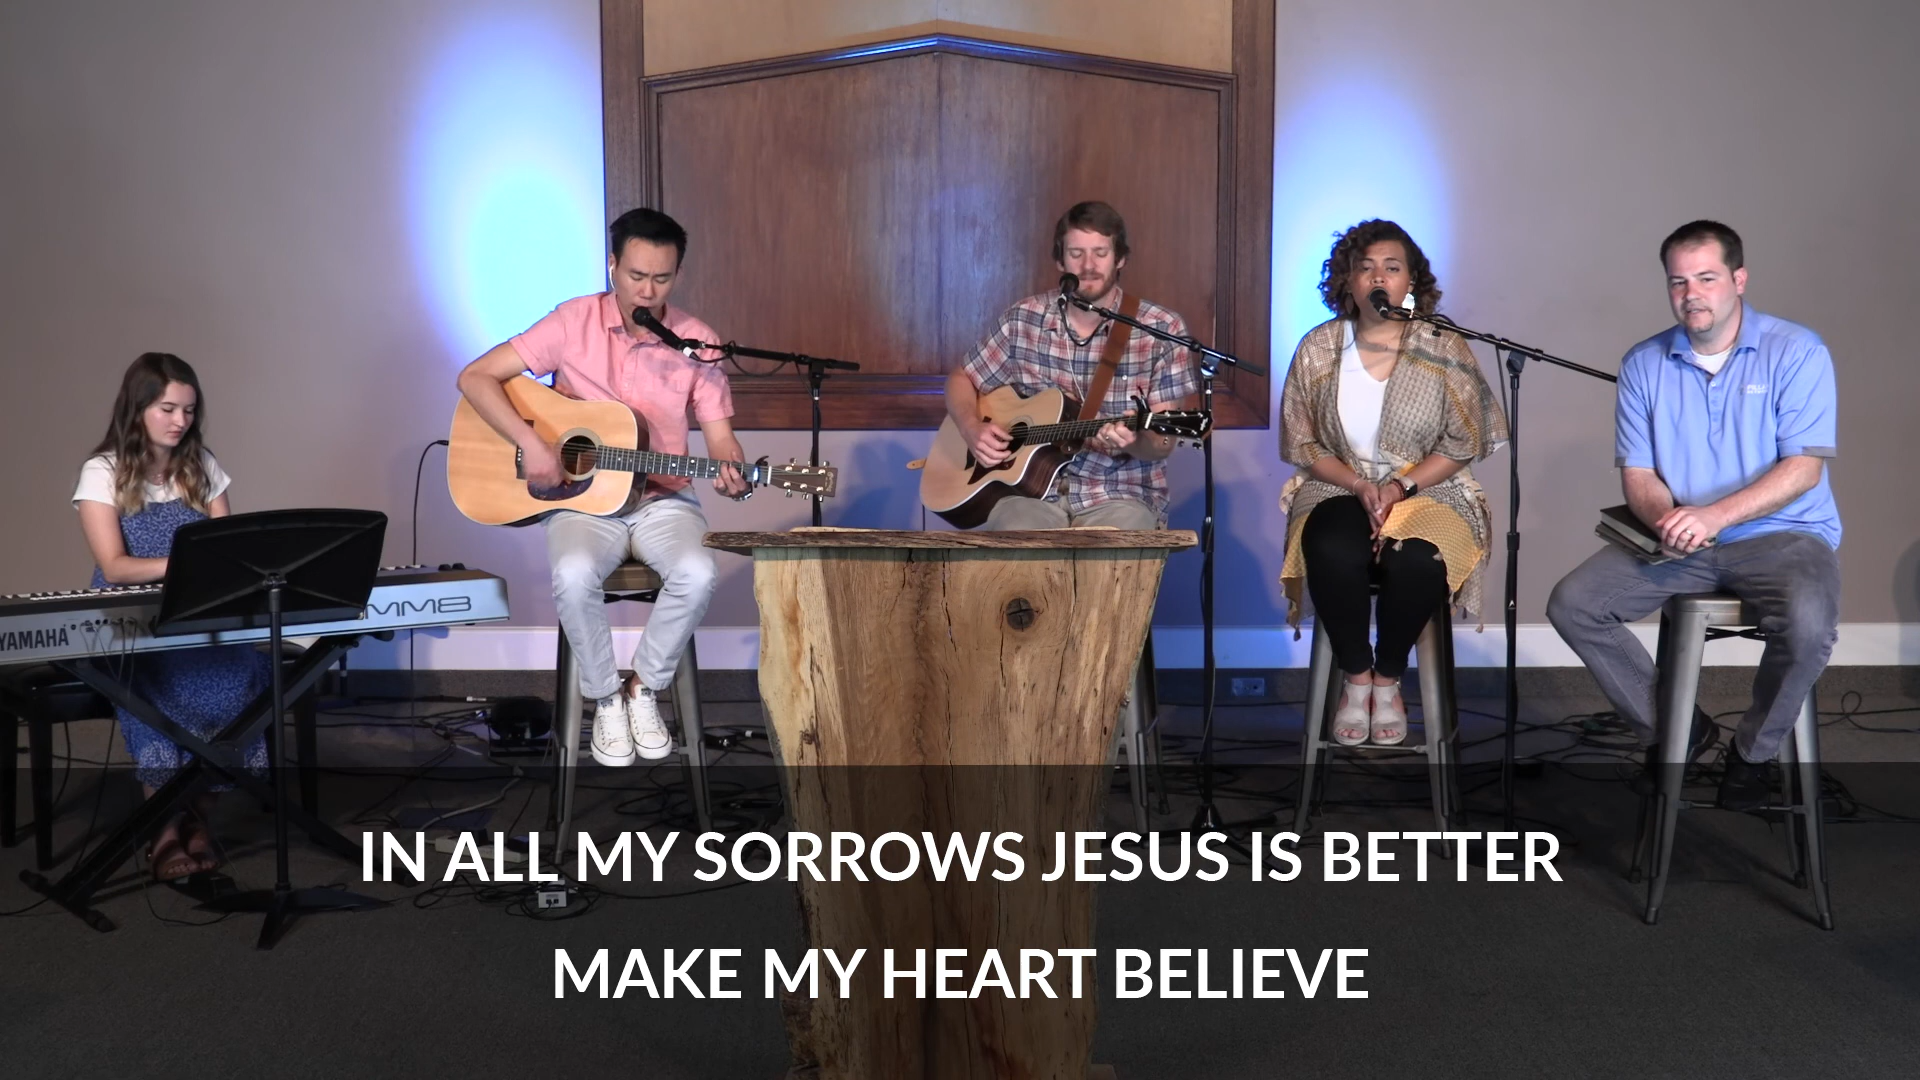 YAMAHA
MM8
IN ALL MY SORROWS JESUS IS BETTER
MAKE MY HEART BELIEVE